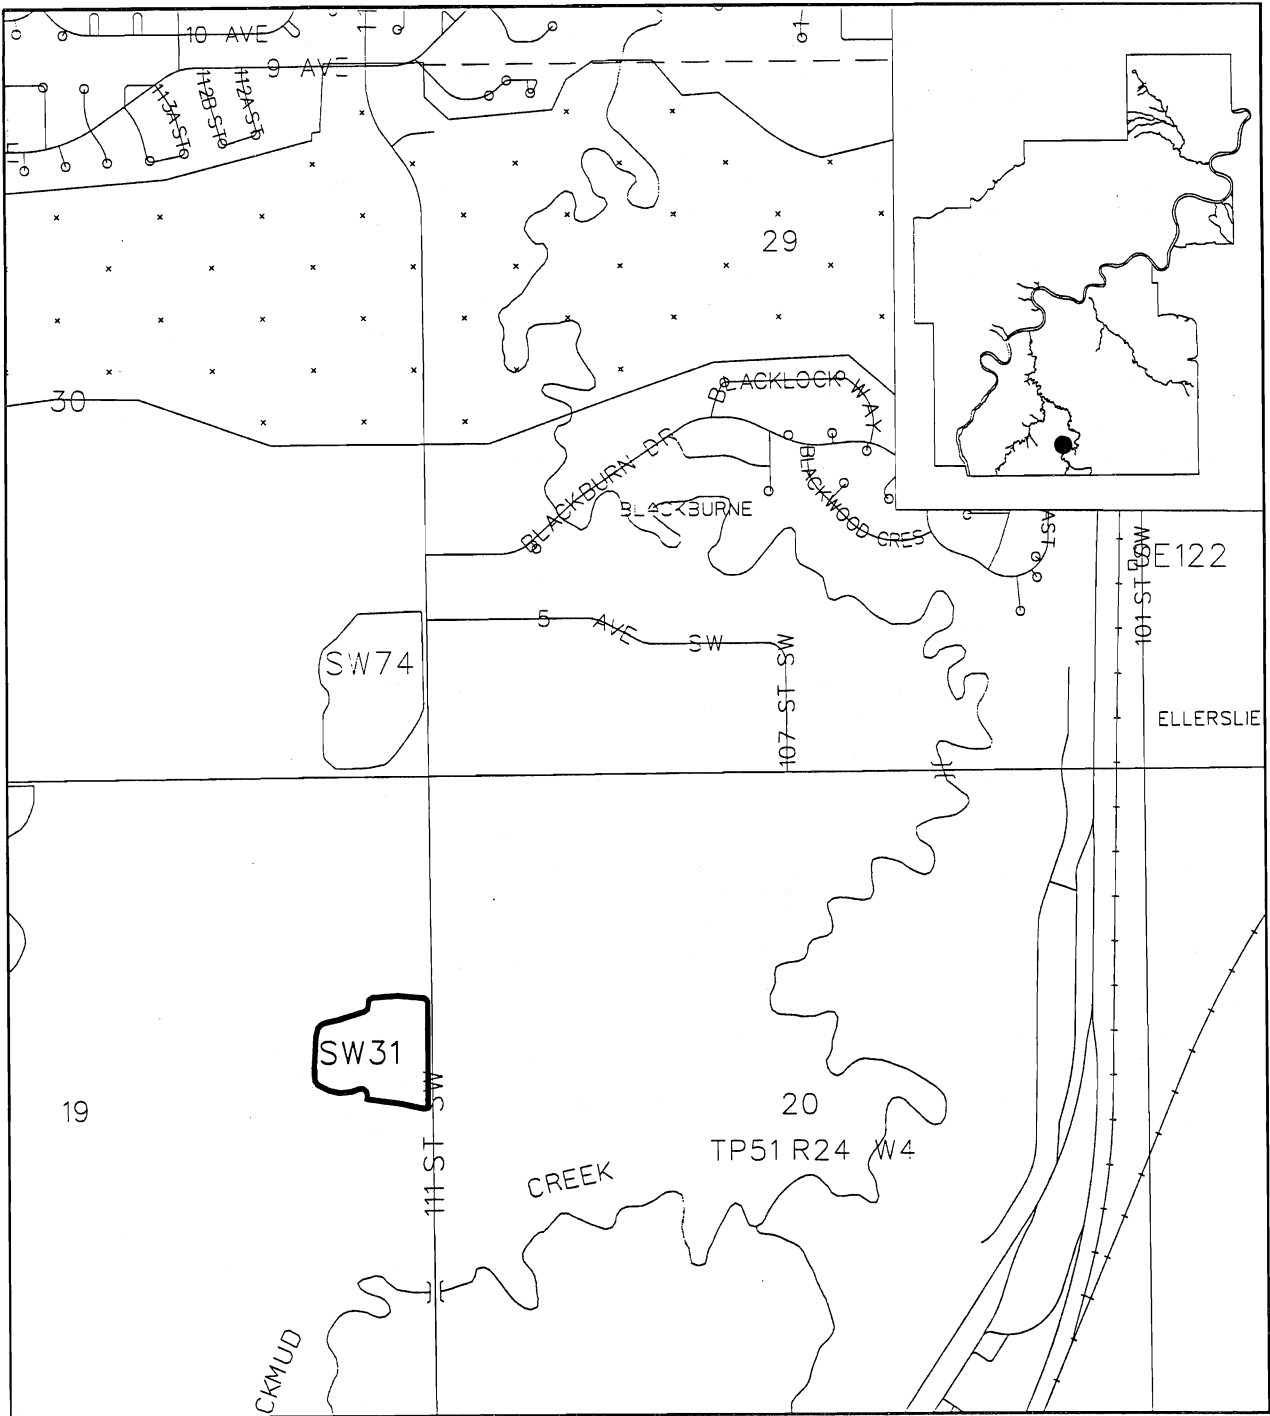 10 AVE
9 AVE
113A ST
112B ST
112A ST
29
30
BLACKLOCK WAY
BLACKBURN DR
BLACKBURNE
BLACKWOOD CRES
101 ST SW
SE122
5 AVE SW
SW74
107 ST SW
ELLERSLIE
SW31
111 ST SW
19
20
TP51 R24 W4
CREEK
CKMUD